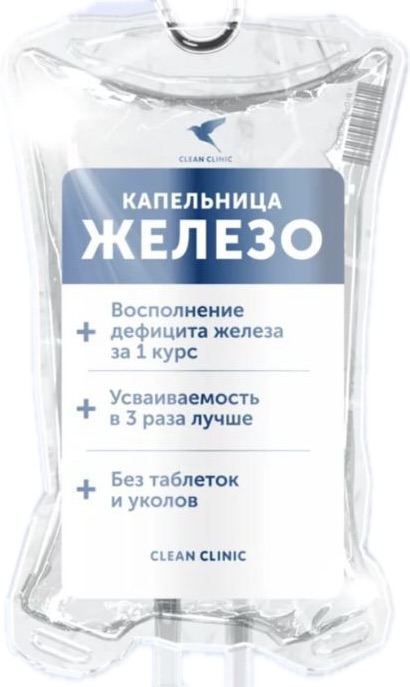 CLEAN CLINIC
КАПЕЛЬНИЦА
ЖЕЛЕЗО
+ Восполнение
дефицита железа
за 1 курс
+ Усваиваемость
в 3 раза лучше
+ Без таблеток
и уколов
CLEAN CLINIC